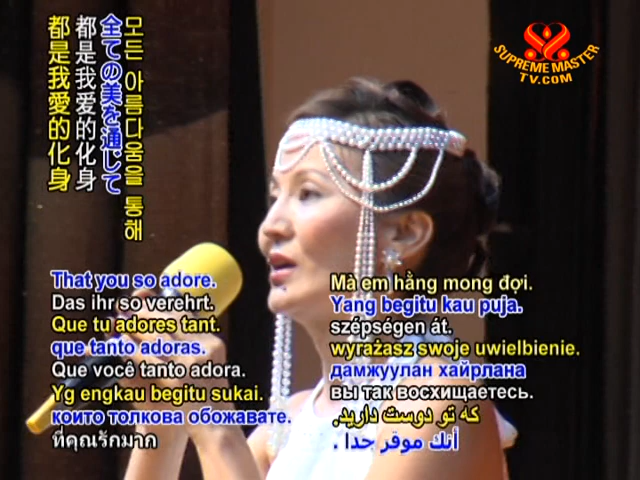 都是我愛的化身
都是我爱的化身
全ての美を通じて
모든 아름다움을 통해
SUPREME MASTER
TV.COM
That you so adore.
Das ihr so verehrt.
Que tu adores tant.
que tanto adoras.
Que você tanto adora.
Yg engkau begitu sukai.
които толкова обожавате.
ที่คุณรักมาก
Mà em hằng mong đợi.
Yang begitu kau puja.
szépségen át.
wyrażasz swoje uwielbienie.
дамжуулан хайрлана
вы так восхищаетесь.
که تو دوست دارید.
أنك موقر جدا .